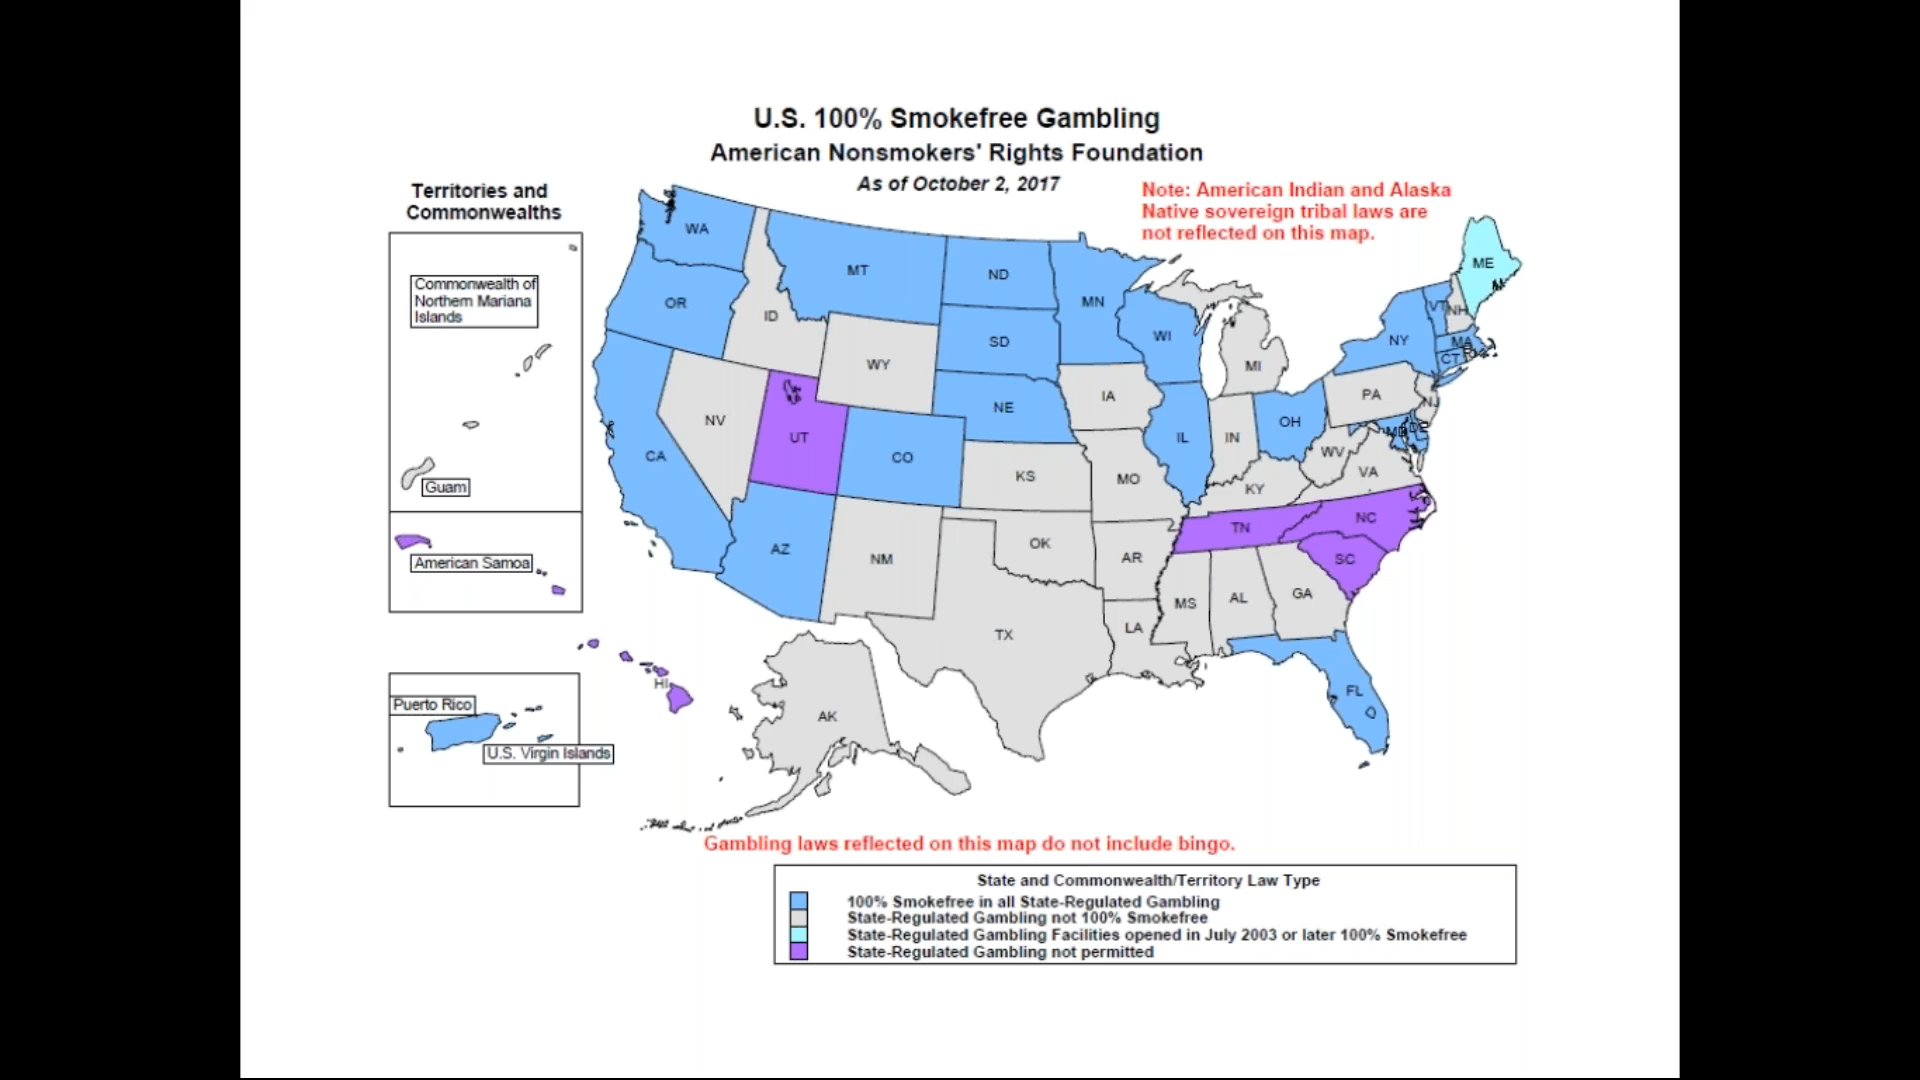 U.S. 100% Smokefree Gambling
American Nonsmokers' Rights Foundation
As of October 2, 2017
Note: American Indian and Alaska
Native sovereign tribal laws are
not reflected on this map.
Territories and
Commonwealths
Commonwealth of
Northern Mariana
Islands
Guam
American Samoa
Puerto Rico
U.S. Virgin Islands
HI
AK
WA
OR
CA
ID
NV
MT
WY
UT
AZ
CO
NM
ND
SD
NE
KS
OK
TX
MN
IA
MO
AR
LA
WI
IL
MI
IN
OH
KY
TN
MS
AL
GA
FL
SC
NC
VA
WV
PA
NY
VT
NH
ME
MA
CT
NJ
DE
MD
Gambling laws reflected on this map do not include bingo.
State and Commonwealth/Territory Law Type
100% Smokefree in all State-Regulated Gambling
State-Regulated Gambling not 100% Smokefree
State-Regulated Gambling Facilities opened in July 2003 or later 100% Smokefree
State-Regulated Gambling not permitted